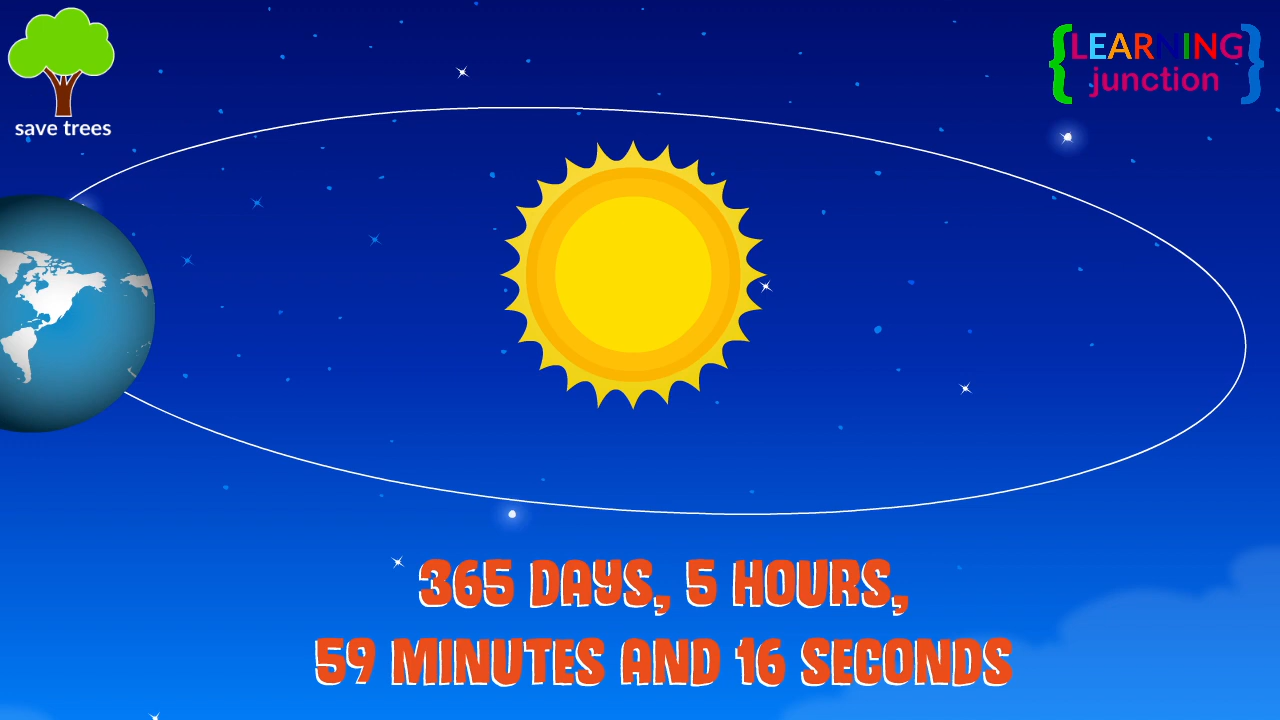 save trees
{LEARNING
junction}
365 DAYS, 5 HOURS,
59 MINUTES AND 16 SECONDS